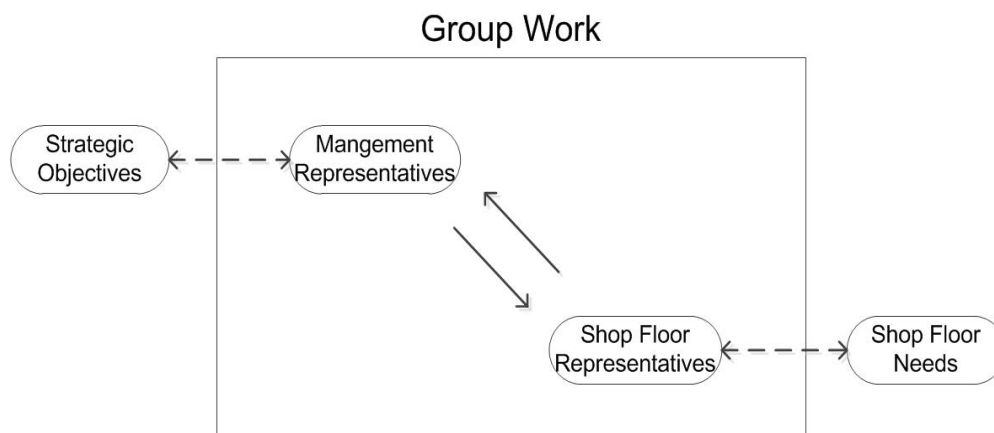 Group Work
Strategic
Objectives
Mangement
Representatives
Shop Floor
Representatives
Shop Floor
Needs